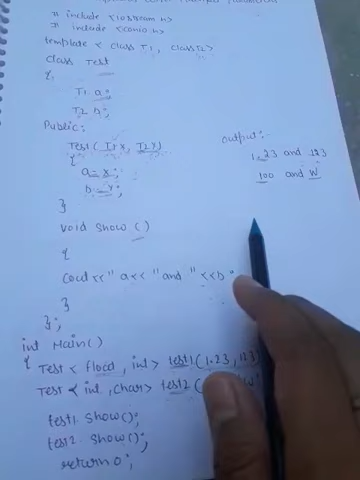 # include <iostream.h>
# include <conio.h>
template < class T1, class T2>
class Test
{
T1 a;
T2 b;
Public:
Test( T1 x, T2 y)
{
a = x;
b = y;
}
void show ()
{
cout<< " a<< "and " <<b"
}
};
int Main()
{ Test < float, int> test1 (1.23, 123)
Test < int, char> test2 ( 'W'
test1. show();
test2. show();
return 0;
output:-
1.23 and 123
100 and W